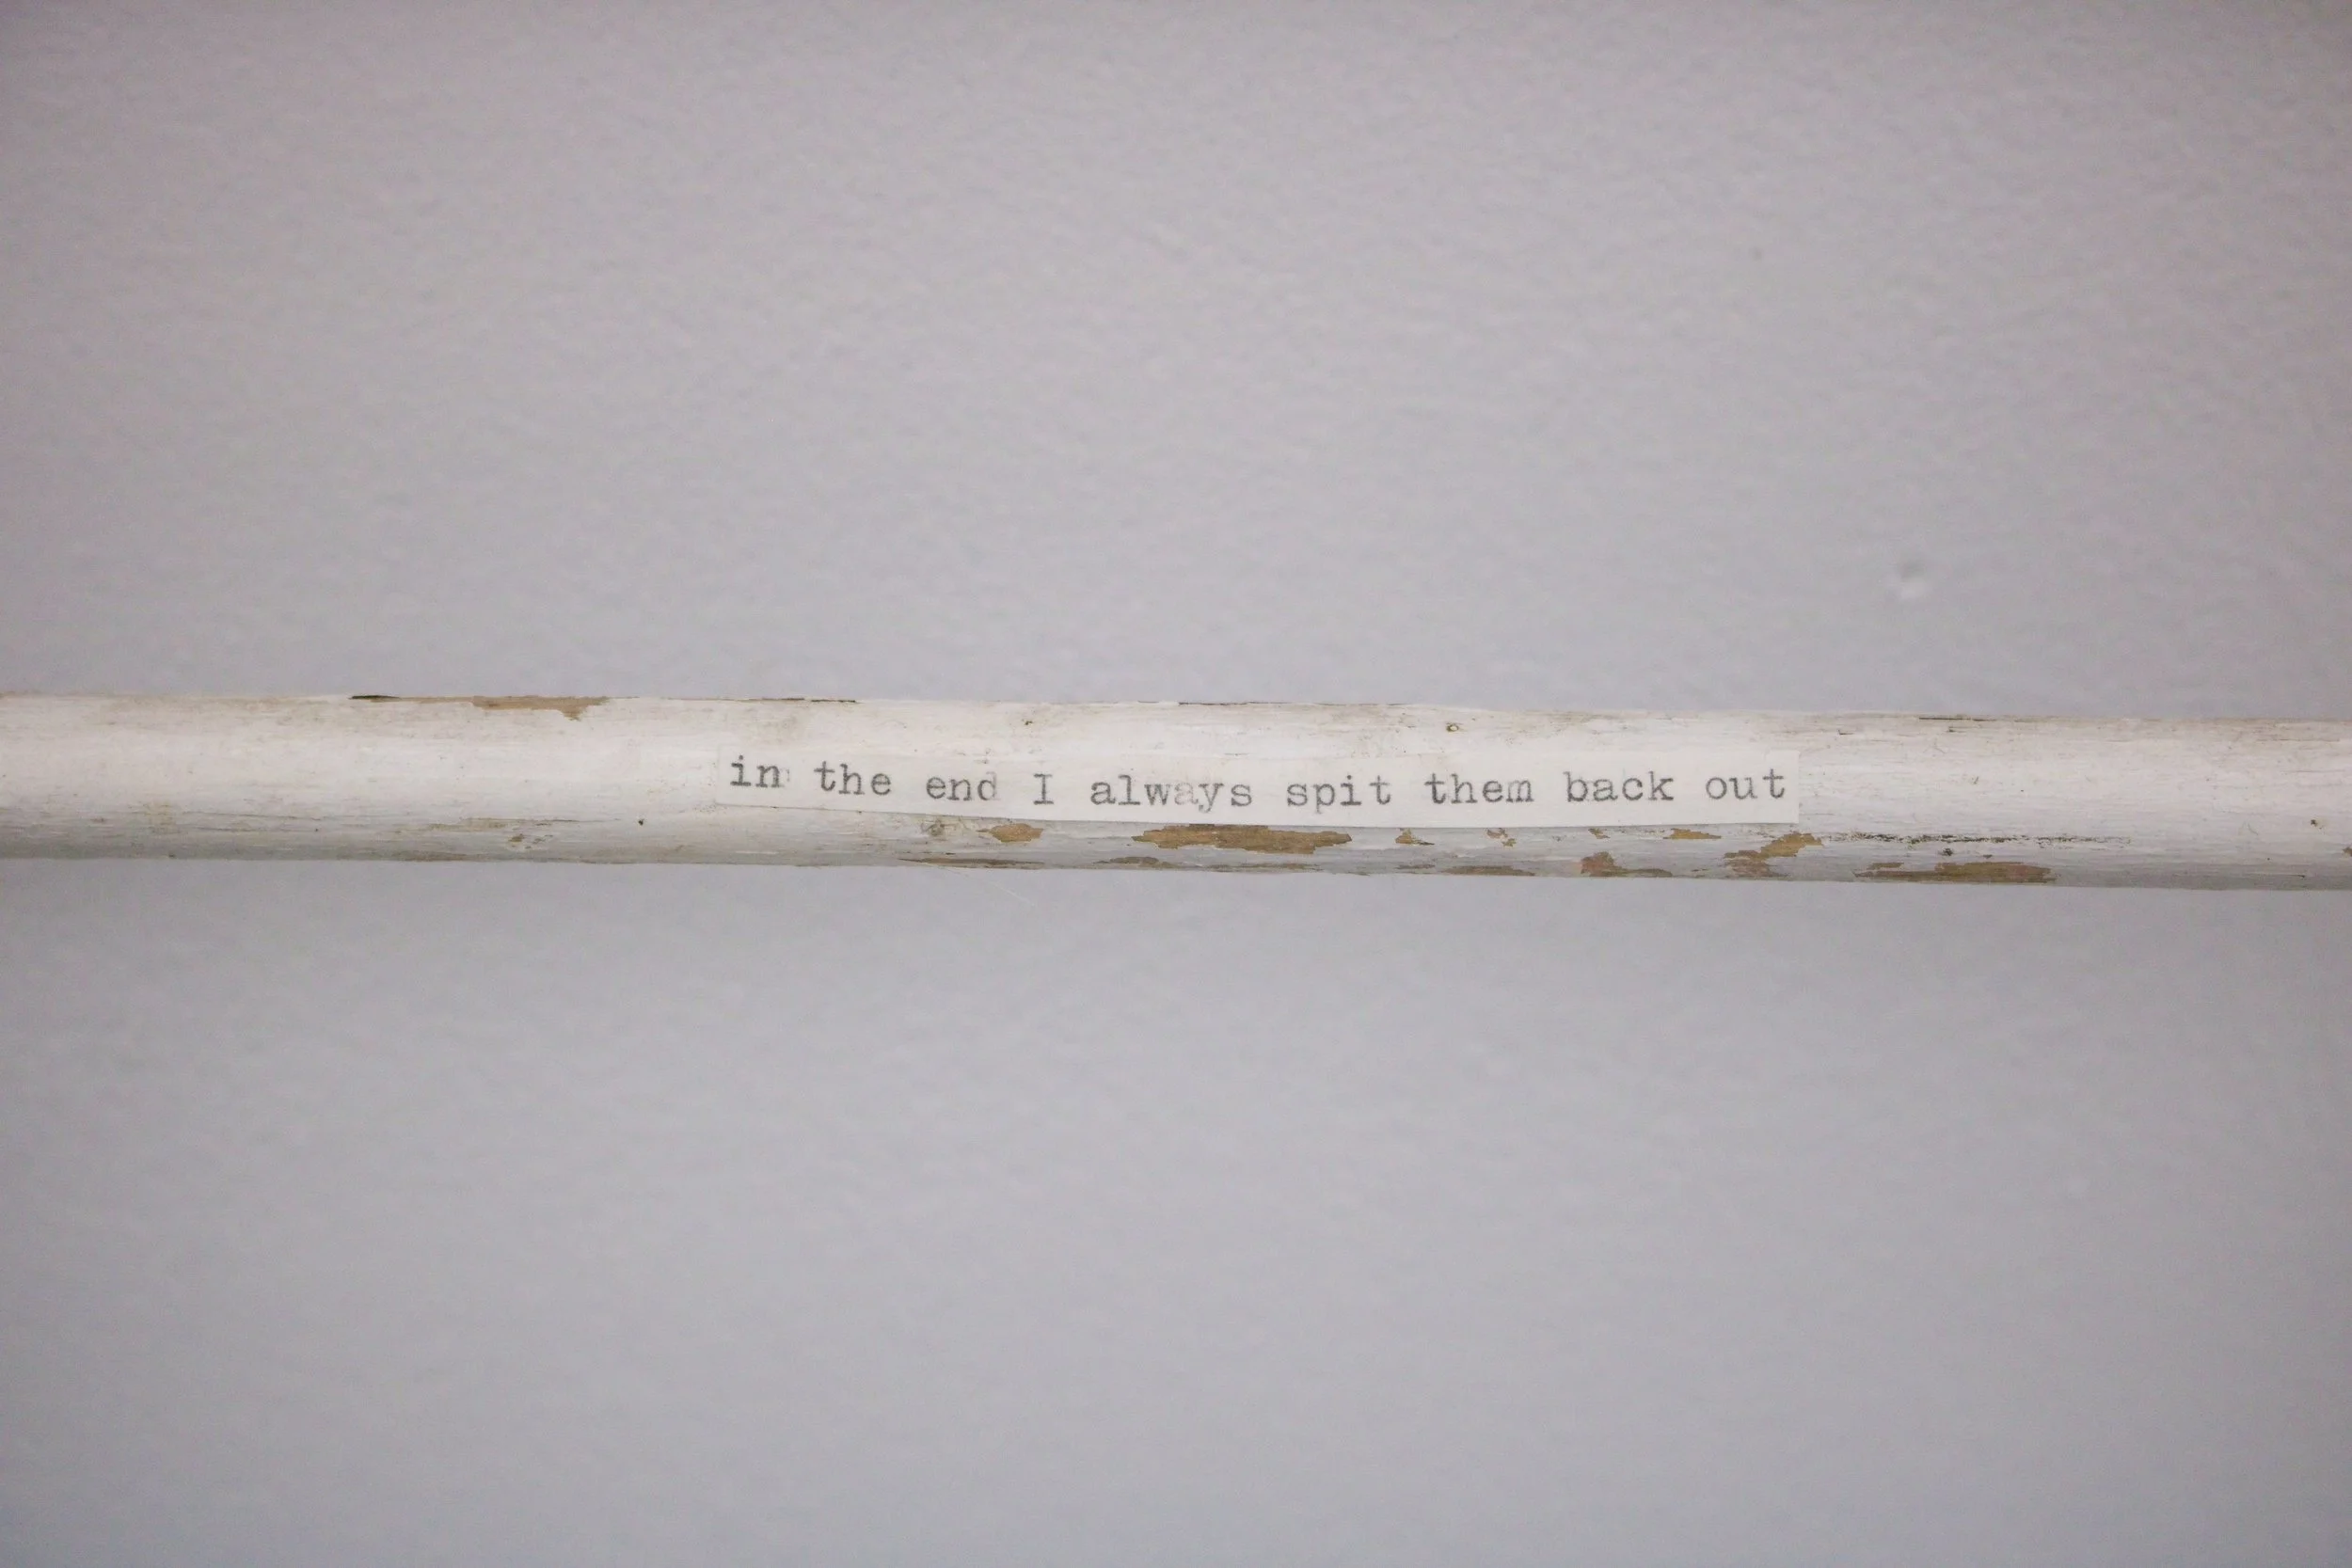 in the end I always spit them back out